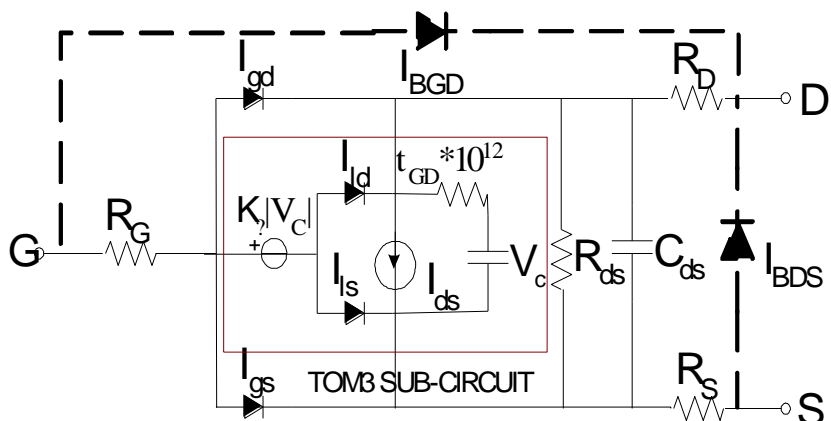 I_gd
I_BGD
R_D
D
I_ld
t_GD *10^12
K_?|V_C|
+
R_G
G
I_ls
I_ds
V_c
R_ds
C_ds
I_BDS
I_gs
TOM3 SUB-CIRCUIT
R_S
S